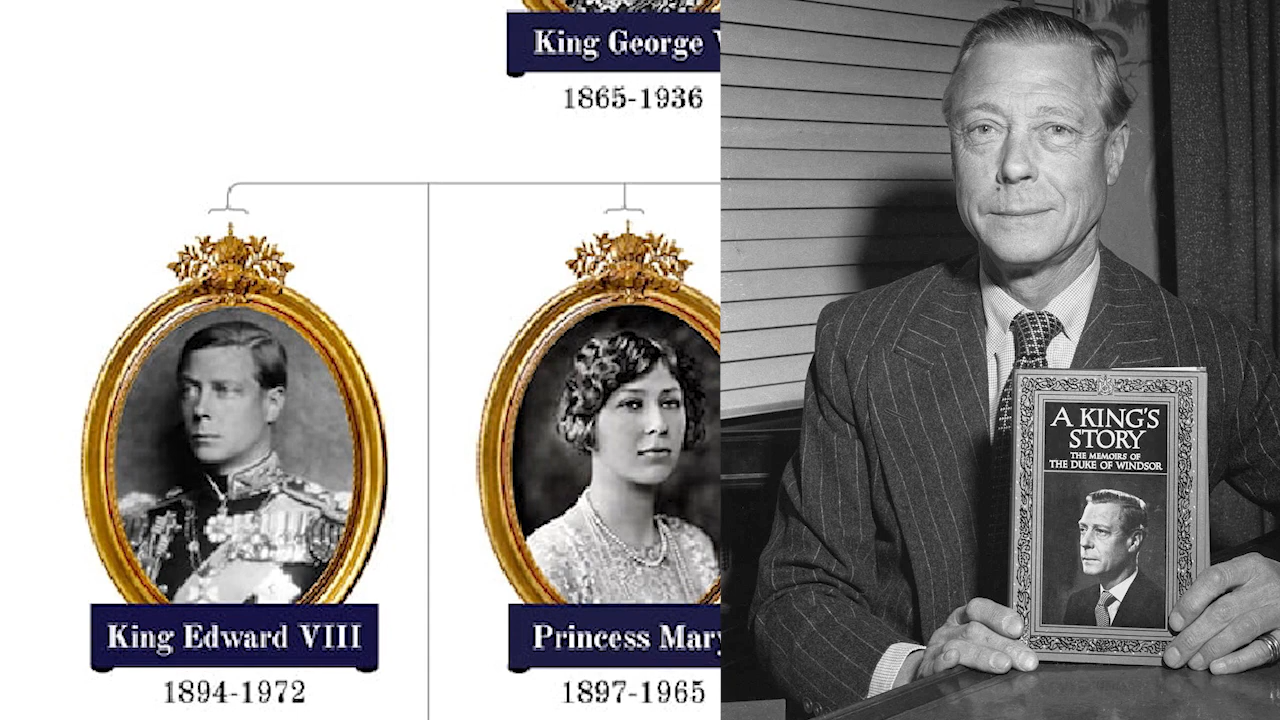 King George V
1865-1936
King Edward VIII
1894-1972
Princess Mary
1897-1965
A KING'S
STORY
THE MEMOIRS OF
THE DUKE OF WINDSOR